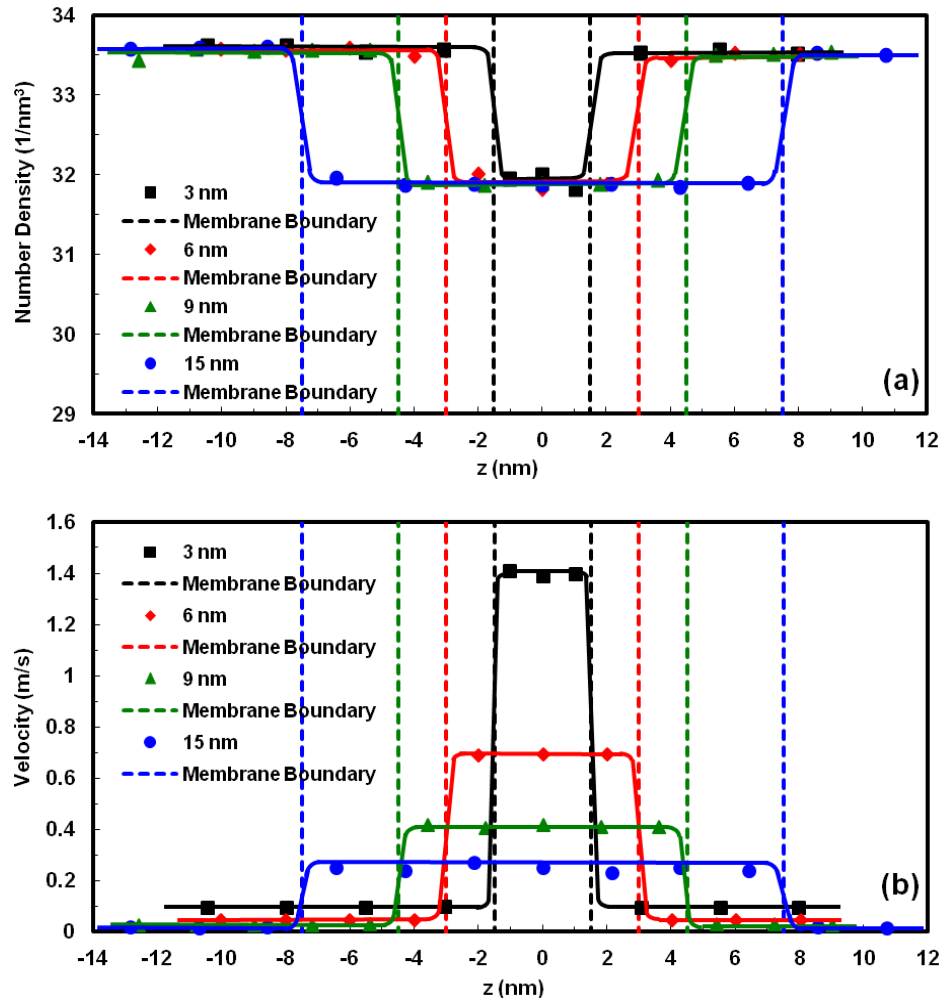 34
33
32
31
30
29
Number Density (1/nm³)
3 nm
Membrane Boundary
6 nm
Membrane Boundary
9 nm
Membrane Boundary
15 nm
Membrane Boundary
(a)
-14 -12 -10 -8 -6 -4 -2 0 2 4 6 8 10 12
z (nm)
1.6
1.4
1.2
1
0.8
0.6
0.4
0.2
0
Velocity (m/s)
3 nm
Membrane Boundary
6 nm
Membrane Boundary
9 nm
Membrane Boundary
15 nm
Membrane Boundary
(b)
-14 -12 -10 -8 -6 -4 -2 0 2 4 6 8 10 12
z (nm)